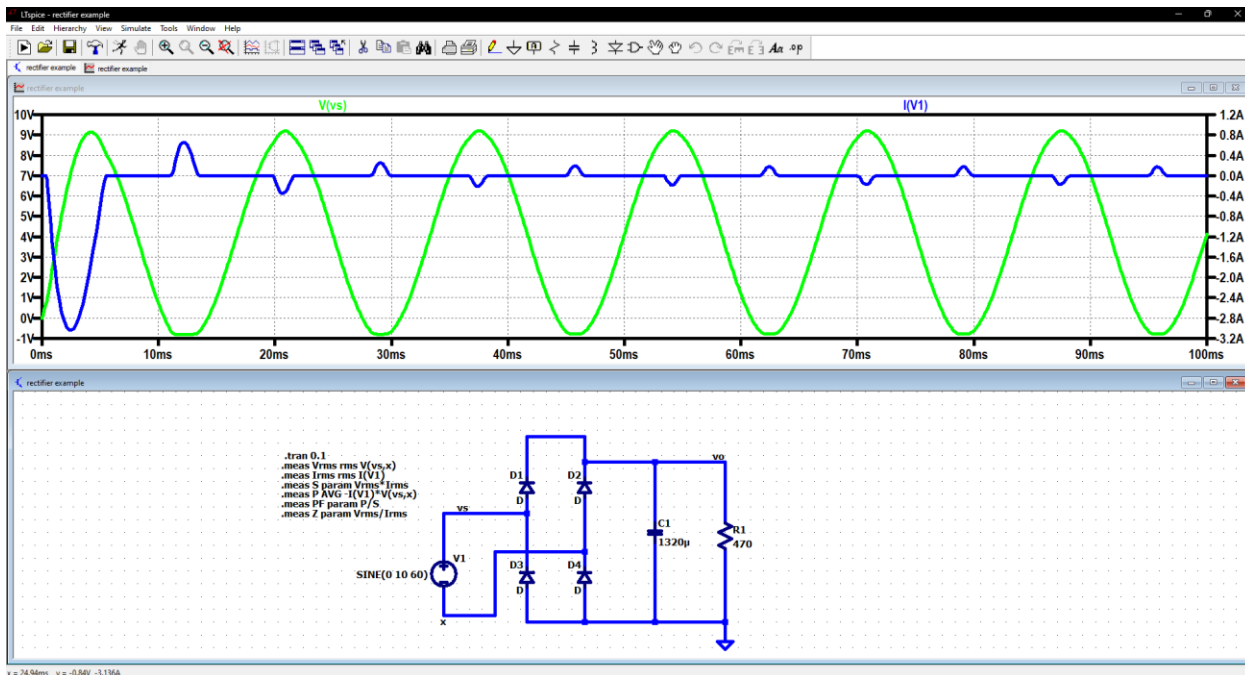 LTspice - rectifier example
File Edit Hierarchy View Simulate Tools Window Help
Aa .op
rectifier example rectifier example
rectifier example
V(vs) I(V1)
10V 1.2A
9V 0.8A
8V 0.4A
7V 0.0A
6V -0.4A
5V -0.8A
4V -1.2A
3V -1.6A
2V -2.0A
1V -2.4A
0V -2.8A
-1V -3.2A
0ms 10ms 20ms 30ms 40ms 50ms 60ms 70ms 80ms 90ms 100ms
rectifier example
.tran 0.1
.meas Vrms rms V(vs,x)
.meas Irms rms I(V1)
.meas S param Vrms*Irms
.meas P AVG -I(V1)*V(vs,x)
.meas PF param P/S
.meas Z param Vrms/Irms
vo
D1 D2
D D
vs
C1 R1
1320µ 470
V1 D3 D4
SINE(0 10 60)
D D
x
x = 24.94ms y = -0.84V -3.136A